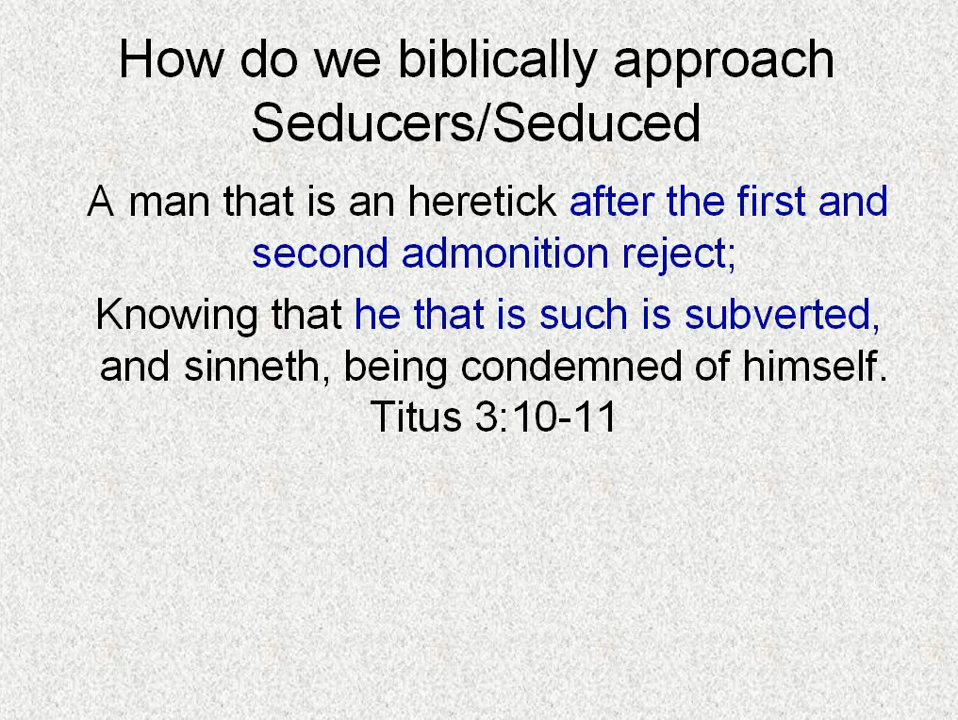 How do we biblically approach
Seducers/Seduced
A man that is an heretick after the first and
second admonition reject;
Knowing that he that is such is subverted,
and sinneth, being condemned of himself.
Titus 3:10-11